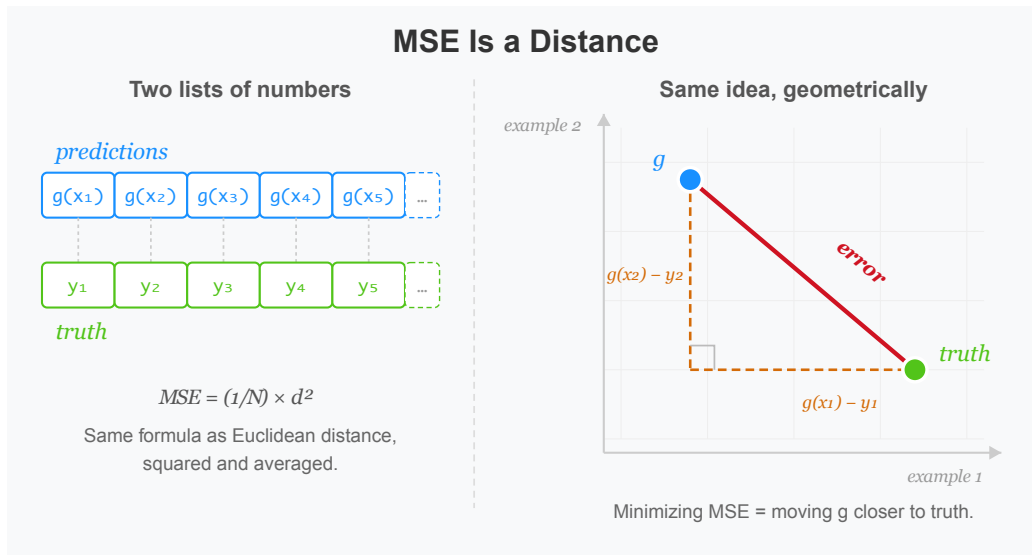 MSE Is a Distance
Two lists of numbers
predictions
g(x₁) g(x₂) g(x₃) g(x₄) g(x₅) ...
y₁ y₂ y₃ y₄ y₅ ...
truth
MSE = (1/N) × d²
Same formula as Euclidean distance,
squared and averaged.
Same idea, geometrically
example 2
g
error
g(x₂) – y₂
truth
g(x₁) – y₁
example 1
Minimizing MSE = moving g closer to truth.